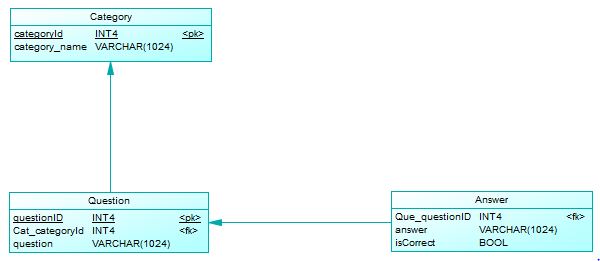 Category
categoryId INT4 <pk>
category_name VARCHAR(1024)
Question
questionID INT4 <pk>
Cat_categoryId INT4 <fk>
question VARCHAR(1024)
Answer
Que_questionID INT4 <fk>
answer VARCHAR(1024)
isCorrect BOOL